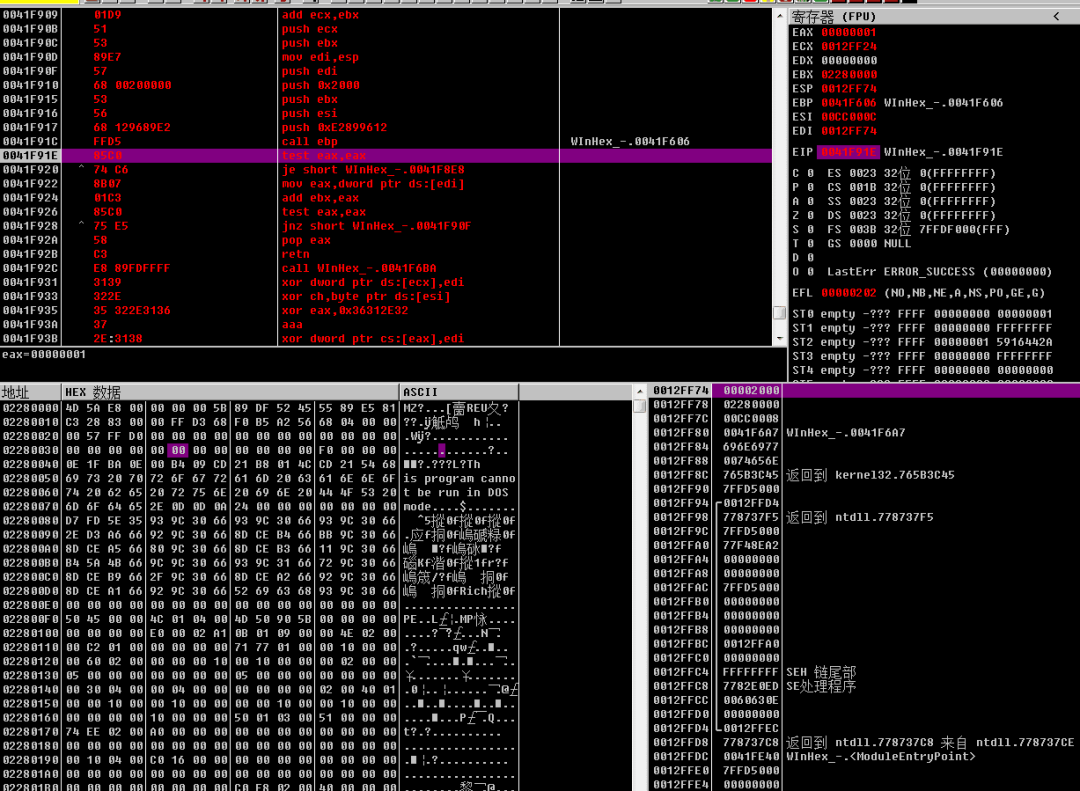 0041F909 01D9 add ecx,ebx
0041F90B 51 push ecx
0041F90C 53 push ebx
0041F90D 89E7 mov edi,esp
0041F90F 57 push edi
0041F910 68 00200000 push 0x2000
0041F915 53 push ebx
0041F916 56 push esi
0041F917 68 129689E2 push 0xE2899612
0041F91C FFD5 call ebp WInHex_-.0041F606
0041F91E 85C0 test eax,eax
0041F920 ^ 74 C6 je short WInHex_-.0041F8E8
0041F922 8B07 mov eax,dword ptr ds:[edi]
0041F924 01C3 add ebx,eax
0041F926 85C0 test eax,eax
0041F928 ^ 75 E5 jnz short WInHex_-.0041F90F
0041F92A 58 pop eax
0041F92B C3 retn
0041F92C E8 89FDFFFF call WInHex_-.0041F6BA
0041F931 3139 xor dword ptr ds:[ecx],edi
0041F933 322E xor ch,byte ptr ds:[esi]
0041F935 35 322E3136 xor eax,0x36312E32
0041F93A 37 aaa
0041F93B 2E:3138 xor dword ptr cs:[eax],edi
eax=00000001
寄存器 (FPU) <
EAX 00000001
ECX 0012FF24
EDX 00000000
EBX 02280000
ESP 0012FF74
EBP 0041F606 WInHex_-.0041F606
ESI 00CC000C
EDI 0012FF74
EIP 0041F91E WInHex_-.0041F91E
C 0 ES 0023 32位 0(FFFFFFFF)
P 0 CS 001B 32位 0(FFFFFFFF)
A 0 SS 0023 32位 0(FFFFFFFF)
Z 0 DS 0023 32位 0(FFFFFFFF)
S 0 FS 003B 32位 7FFDF000(FFF)
T 0 GS 0000 NULL
D 0
O 0 LastErr ERROR_SUCCESS (00000000)
EFL 00000202 (NO,NB,NE,A,NS,PO,GE,G)
ST0 empty -??? FFFF 00000000 00000001
ST1 empty -??? FFFF 00000000 FFFFFFFF
ST2 empty -??? FFFF 00000001 5916442A
ST3 empty -??? FFFF 00000000 FFFFFFFF
ST4 empty -??? FFFF 00000000 00000000
地址 HEX 数据 ASCII
02280000 4D 5A E8 00 00 00 00 5B 89 DF 52 45 55 89 E5 81
02280010 C3 28 83 00 00 FF D3 68 F0 B5 A2 56 68 04 00 00
02280020 00 57 FF D0 00 00 00 00 00 00 00 00 00 00 00 00
02280030 00 00 00 00 00 00 00 00 00 00 00 00 F0 00 00 00
02280040 0E 1F BA 0E 00 B4 09 CD 21 B8 01 4C CD 21 54 68
02280050 69 73 20 70 72 6F 67 72 61 6D 20 63 61 6E 6E 6F is program canno
02280060 74 20 62 65 20 72 75 6E 20 69 6E 20 44 4F 53 20 t be run in DOS
02280070 6D 6F 64 65 2E 0D 0D 0A 24 00 00 00 00 00 00 00 mode....$.......
02280080 D7 FD 5E 35 93 9C 30 66 93 9C 30 66 93 9C 30 66
02280090 2E D3 A6 66 92 9C 30 66 8D CE B4 66 BB 9C 30 66
022800A0 8D CE A5 66 80 9C 30 66 8D CE B3 66 11 9C 30 66
022800B0 B4 5A 4B 66 9C 9C 30 66 93 9C 31 66 72 9C 30 66
022800C0 8D CE B9 66 2F 9C 30 66 8D CE A2 66 92 9C 30 66
022800D0 8D CE A1 66 92 9C 30 66 52 69 63 68 93 9C 30 66
022800E0 00 00 00 00 00 00 00 00 00 00 00 00 00 00 00 00 ................
022800F0 50 45 00 00 4C 01 04 00 4D 50 90 5B 00 00 00 00
02280100 00 00 00 00 E0 00 02 A1 0B 01 09 00 00 4E 02 00
02280110 00 C2 01 00 00 00 00 00 71 77 01 00 00 10 00 00
02280120 00 60 02 00 00 00 00 10 00 10 00 00 00 02 00 00
02280130 05 00 00 00 00 00 00 00 05 00 00 00 00 00 00 00
02280140 00 30 04 00 00 04 00 00 00 00 00 00 02 00 40 01
02280150 00 00 10 00 00 10 00 00 00 00 10 00 00 10 00 00
02280160 00 00 00 00 10 00 00 00 50 01 03 00 51 00 00 00
02280170 74 EE 02 00 A0 00 00 00 00 00 00 00 00 00 00 00
02280180 00 00 00 00 00 00 00 00 00 00 00 00 00 00 00 00 ................
02280190 00 10 04 00 C0 16 00 00 00 00 00 00 00 00 00 00
022801A0 00 00 00 00 00 00 00 00 00 00 00 00 00 00 00 00 ................
0012FF74 00002000
0012FF78 02280000
0012FF7C 00CC0008
0012FF80 0041F6A7 WInHex_-.0041F6A7
0012FF84 696E6977
0012FF88 0074656E
0012FF8C 765B3C45 返回到 kernel32.765B3C45
0012FF90 7FFD5000
0012FF94 0012FFD4
0012FF98 778737F5 返回到 ntdll.778737F5
0012FF9C 7FFD5000
0012FFA0 77F48EA2
0012FFA4 00000000
0012FFA8 00000000
0012FFAC 7FFD5000
0012FFB0 00000000
0012FFB4 00000000
0012FFB8 00000000
0012FFBC 0012FFA0
0012FFC0 00000000
0012FFC4 FFFFFFFF SEH 链尾部
0012FFC8 7782E0ED SE处理程序
0012FFCC 0060630E
0012FFD0 00000000
0012FFD4 0012FFEC
0012FFD8 778737C8 返回到 ntdll.778737C8 来自 ntdll.778737CE
0012FFDC 0041FE40 WInHex_-.<ModuleEntryPoint>
0012FFE0 7FFD5000
0012FFE4 00000000